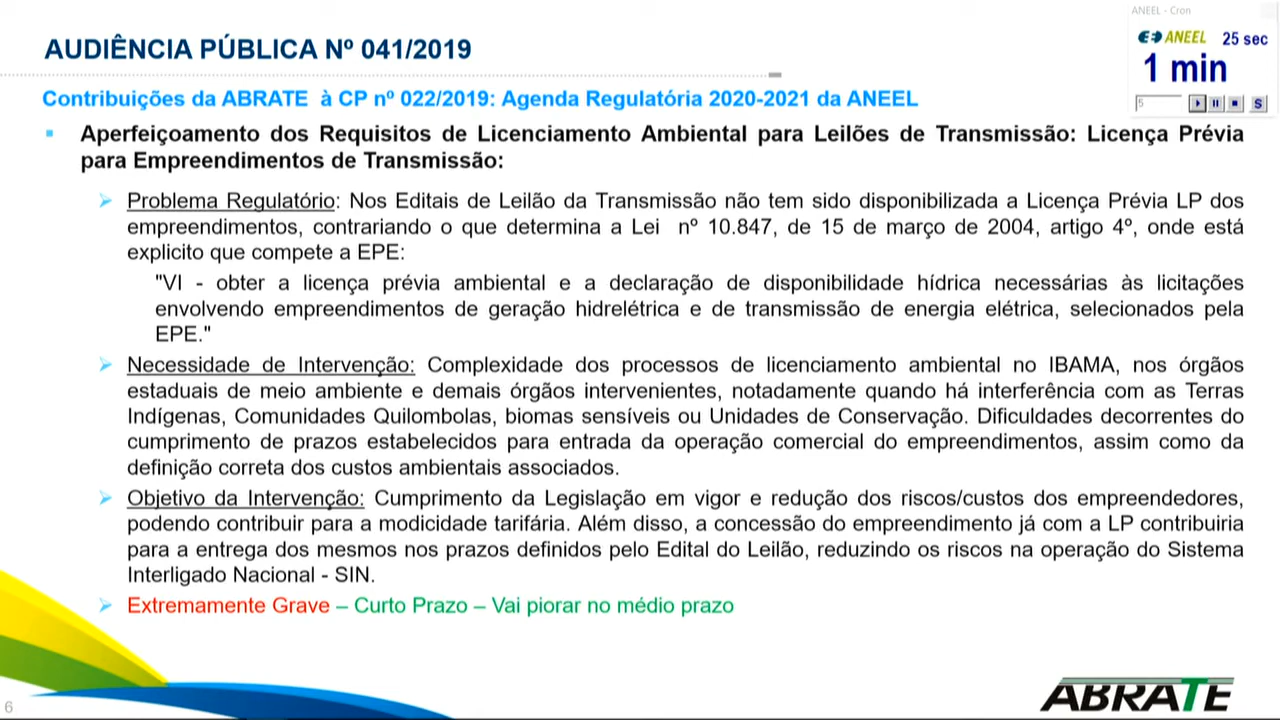 ANEEL - Cron
AUDIÊNCIA PÚBLICA Nº 041/2019
ANEEL 25 sec
1 min
5
S
Contribuições da ABRATE à CP nº 022/2019: Agenda Regulatória 2020-2021 da ANEEL
Aperfeiçoamento dos Requisitos de Licenciamento Ambiental para Leilões de Transmissão: Licença Prévia
para Empreendimentos de Transmissão:
Problema Regulatório: Nos Editais de Leilão da Transmissão não tem sido disponibilizada a Licença Prévia LP dos
empreendimentos, contrariando o que determina a Lei nº 10.847, de 15 de março de 2004, artigo 4º, onde está
explicito que compete a EPE:
"VI - obter a licença prévia ambiental e a declaração de disponibilidade hídrica necessárias às licitações
envolvendo empreendimentos de geração hidrelétrica e de transmissão de energia elétrica, selecionados pela
EPE."
Necessidade de Intervenção: Complexidade dos processos de licenciamento ambiental no IBAMA, nos órgãos
estaduais de meio ambiente e demais órgãos intervenientes, notadamente quando há interferência com as Terras
Indígenas, Comunidades Quilombolas, biomas sensíveis ou Unidades de Conservação. Dificuldades decorrentes do
cumprimento de prazos estabelecidos para entrada da operação comercial do empreendimentos, assim como da
definição correta dos custos ambientais associados.
Objetivo da Intervenção: Cumprimento da Legislação em vigor e redução dos riscos/custos dos empreendedores,
podendo contribuir para a modicidade tarifária. Além disso, a concessão do empreendimento já com a LP contribuiria
para a entrega dos mesmos nos prazos definidos pelo Edital do Leilão, reduzindo os riscos na operação do Sistema
Interligado Nacional - SIN.
Extremamente Grave – Curto Prazo – Vai piorar no médio prazo
6
ABRATE